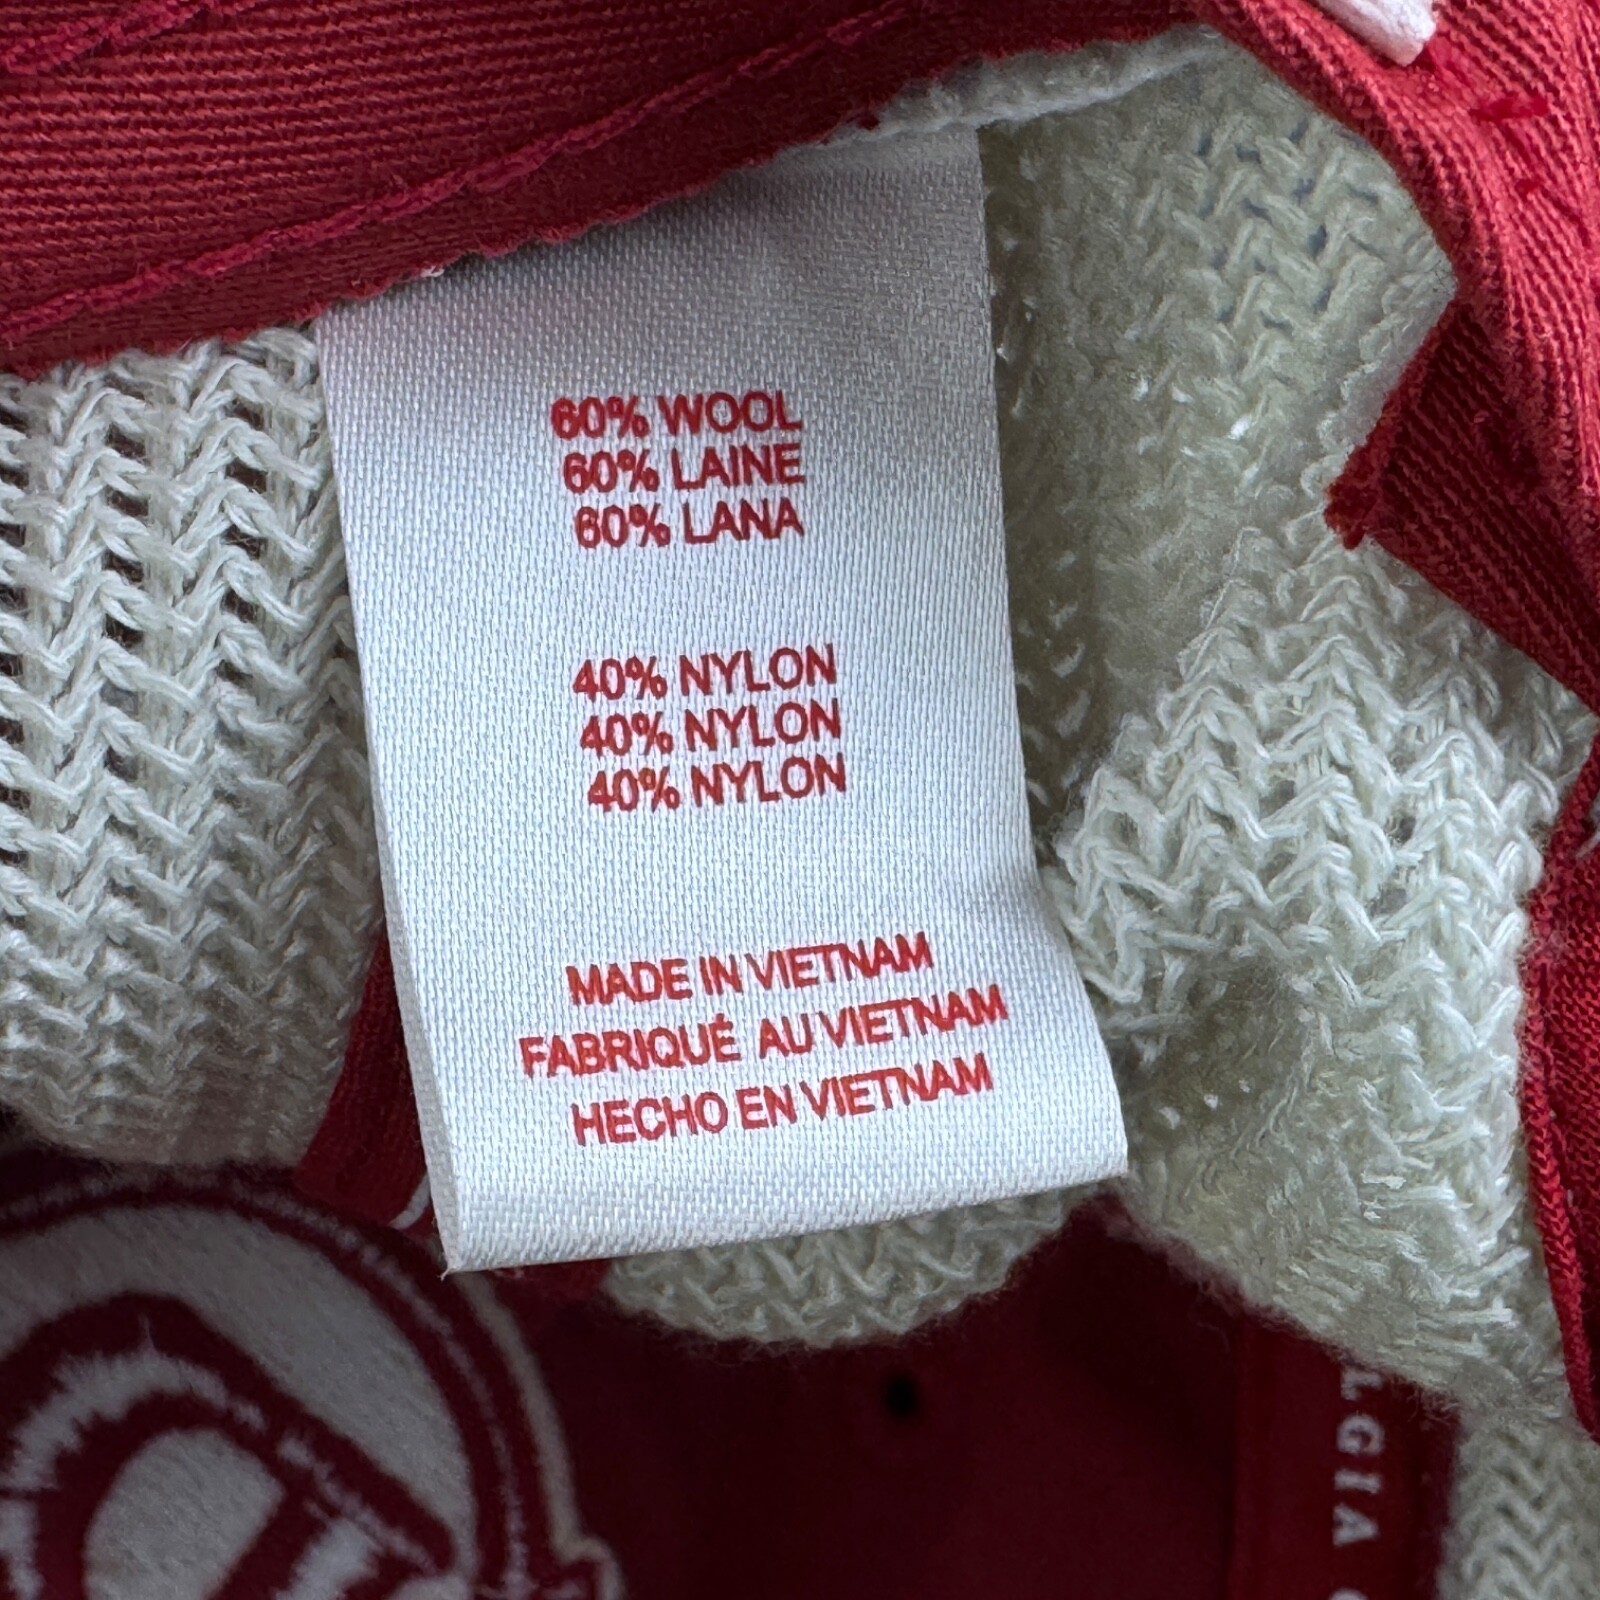 60% WOOL
60% LAINE
60% LANA
40% NYLON
40% NYLON
40% NYLON
MADE IN VIETNAM
FABRIQUÉ AU VIETNAM
HECHO EN VIETNAM
LGIA